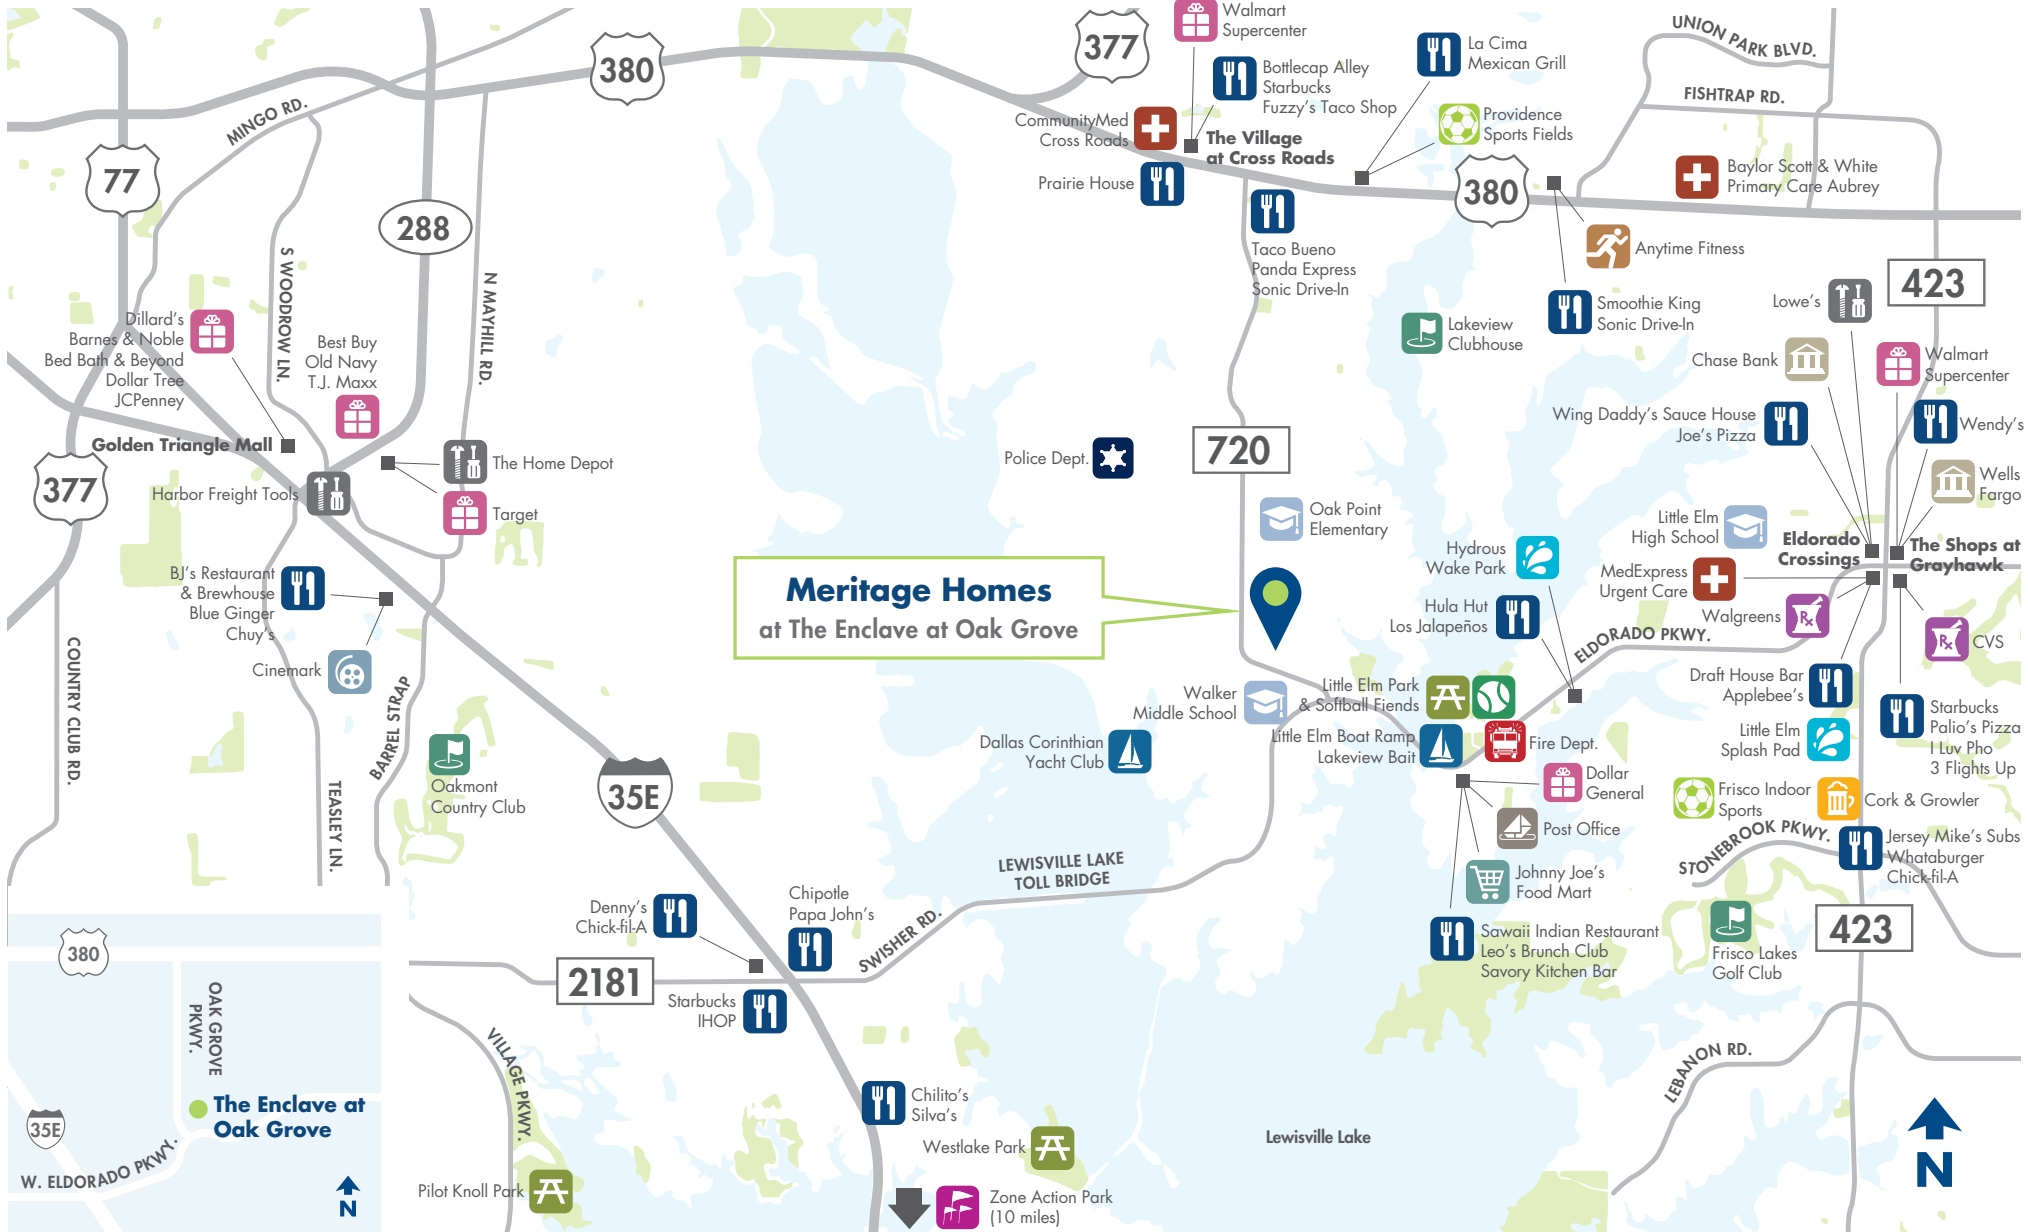 Walmart
Supercenter
377
380
La Cima
Mexican Grill
UNION PARK BLVD.
Bottlecap Alley
Starbucks
Fuzzy's Taco Shop
FISHTRAP RD.
MINGO RD.
CommunityMed
Cross Roads
Providence
Sports Fields
The Village
at Cross Roads
77
Prairie House
380
Baylor Scott & White
Primary Care Aubrey
288
Taco Bueno
Panda Express
Sonic Drive-In
Anytime Fitness
S WOODROW LN.
N MAYHILL RD.
423
Lowe's
Smoothie King
Sonic Drive-In
Dillard's
Barnes & Noble
Bed Bath & Beyond
Dollar Tree
JCPenney
Best Buy
Old Navy
T.J. Maxx
Lakeview
Clubhouse
Chase Bank
Walmart
Supercenter
Wing Daddy's Sauce House
Joe's Pizza
Wendy's
Golden Triangle Mall
720
Police Dept.
The Home Depot
377
Harbor Freight Tools
Target
Wells
Fargo
Oak Point
Elementary
Little Elm
High School
Eldorado
Crossings
The Shops at
Grayhawk
Hydrous
Wake Park
BJ's Restaurant
& Brewhouse
Blue Ginger
Chuy's
Meritage Homes
at The Enclave at Oak Grove
MedExpress
Urgent Care
Walgreens
Rx
Hula Hut
Los Jalapeños
ELDORADO PKWY.
Rx
CVS
Cinemark
COUNTRY CLUB RD.
BARREL STRAP
TEASLEY LN.
Walker
Middle School
Little Elm Park
& Softball Fiends
Draft House Bar
Applebee's
Starbucks
Palio's Pizza
I Luv Pho
3 Flights Up
Dallas Corinthian
Yacht Club
Little Elm Boat Ramp
Lakeview Bait
Fire Dept.
Little Elm
Splash Pad
Oakmont
Country Club
35E
Dollar
General
Frisco Indoor
Sports
Cork & Growler
Post Office
STONEBROOK PKWY.
Jersey Mike's Subs
Whataburger
Chick-fil-A
LEWISVILLE LAKE
TOLL BRIDGE
Johnny Joe's
Food Mart
Denny's
Chick-fil-A
Chipotle
Papa John's
SWISHER RD.
Sawaii Indian Restaurant
Leo's Brunch Club
Savory Kitchen Bar
Frisco Lakes
Golf Club
423
2181
Starbucks
IHOP
VILLAGE PKWY.
LEBANON RD.
Chilito's
Silva's
Westlake Park
Lewisville Lake
Pilot Knoll Park
Zone Action Park
(10 miles)
N
380
OAK GROVE
PKWY.
The Enclave at
Oak Grove
35E
W. ELDORADO PKWY.
N